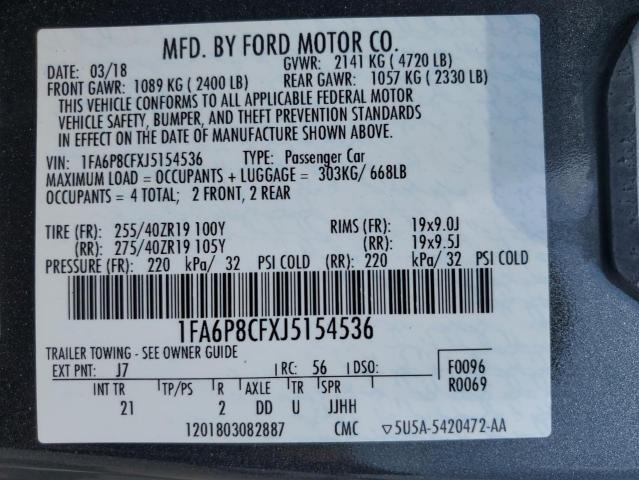 MFD. BY FORD MOTOR CO.
DATE: 03/18 GVWR: 2141 KG ( 4720 LB)
FRONT GAWR: 1089 KG ( 2400 LB) REAR GAWR: 1057 KG ( 2330 LB)
THIS VEHICLE CONFORMS TO ALL APPLICABLE FEDERAL MOTOR
VEHICLE SAFETY, BUMPER, AND THEFT PREVENTION STANDARDS
IN EFFECT ON THE DATE OF MANUFACTURE SHOWN ABOVE.
VIN: 1FA6P8CFXJ5154536 TYPE: Passenger Car
MAXIMUM LOAD = OCCUPANTS + LUGGAGE = 303KG/ 668LB
OCCUPANTS = 4 TOTAL; 2 FRONT, 2 REAR
TIRE (FR): 255/40ZR19 100Y RIMS (FR): 19x9.0J
(RR): 275/40ZR19 105Y (RR): 19x9.5J
PRESSURE (FR): 220 kPa/ 32 PSI COLD (RR): 220 kPa/ 32 PSI COLD
1FA6P8CFXJ5154536
TRAILER TOWING - SEE OWNER GUIDE
EXT PNT: J7 RC: 56 DSO: F0096
INT TR TP/PS R AXLE TR SPR R0069
21 2 DD U JJHH
1201803082887 CMC ▽5U5A-5420472-AA